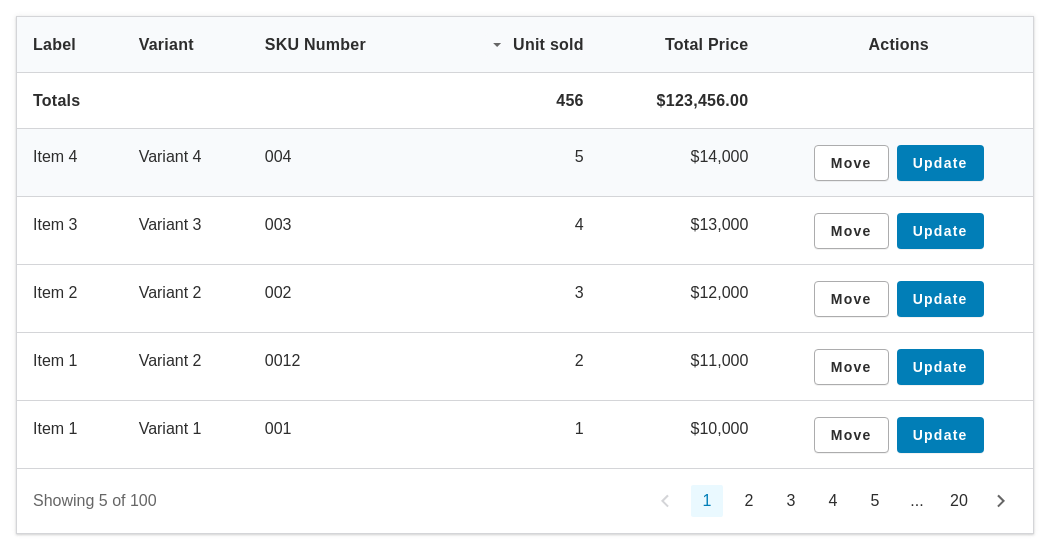 Label Variant SKU Number Unit sold Total Price Actions
Totals 456 $123,456.00
Item 4 Variant 4 004 5 $14,000 Move Update
Item 3 Variant 3 003 4 $13,000 Move Update
Item 2 Variant 2 002 3 $12,000 Move Update
Item 1 Variant 2 0012 2 $11,000 Move Update
Item 1 Variant 1 001 1 $10,000 Move Update
Showing 5 of 100 1 2 3 4 5 ... 20